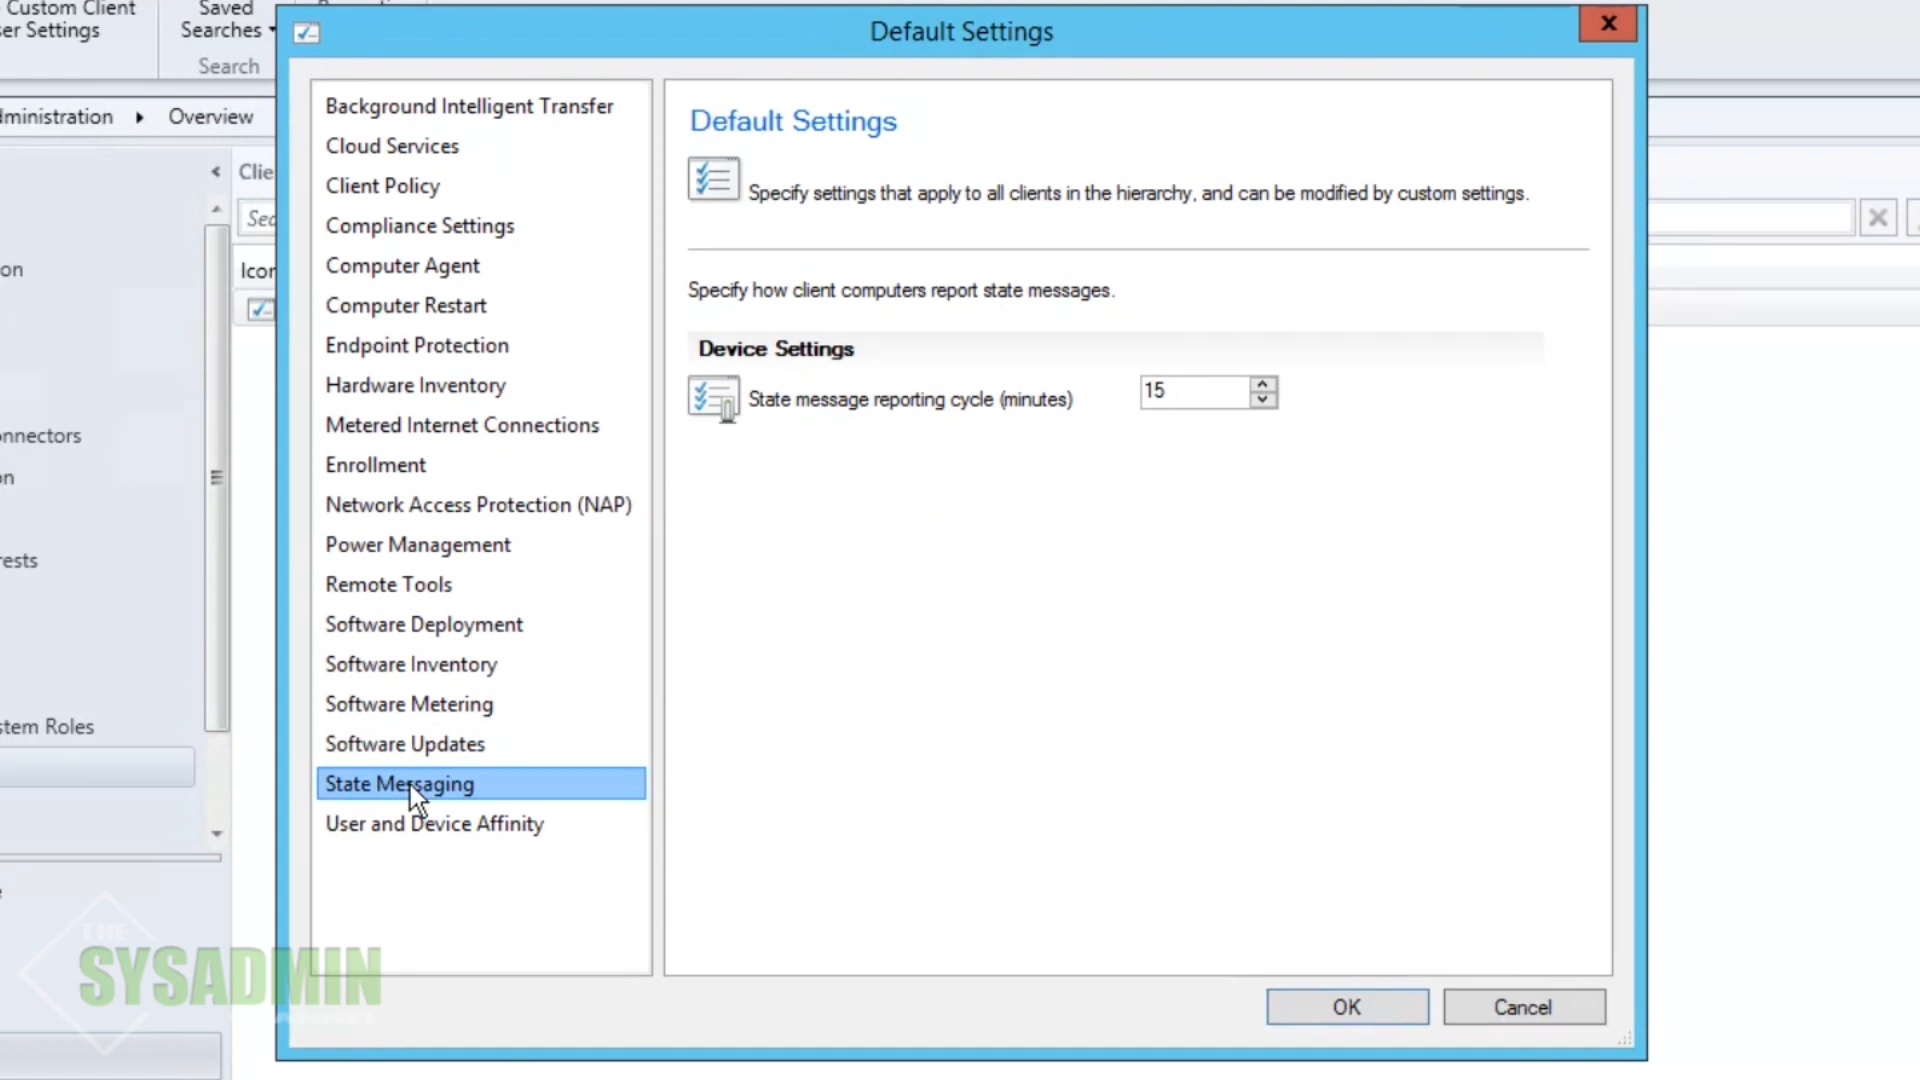 Custom Client
Saved
er Settings
Searches
Search
Default Settings
ministration
Overview
Clie
Icon
on
onnectors
on
ests
stem Roles
Background Intelligent Transfer
Cloud Services
Client Policy
Compliance Settings
Computer Agent
Computer Restart
Endpoint Protection
Hardware Inventory
Metered Internet Connections
Enrollment
Network Access Protection (NAP)
Power Management
Remote Tools
Software Deployment
Software Inventory
Software Metering
Software Updates
State Messaging
User and Device Affinity
Default Settings
Specify settings that apply to all clients in the hierarchy, and can be modified by custom settings.
Specify how client computers report state messages.
Device Settings
State message reporting cycle (minutes)
15
OK
Cancel
THE
SYSADMIN